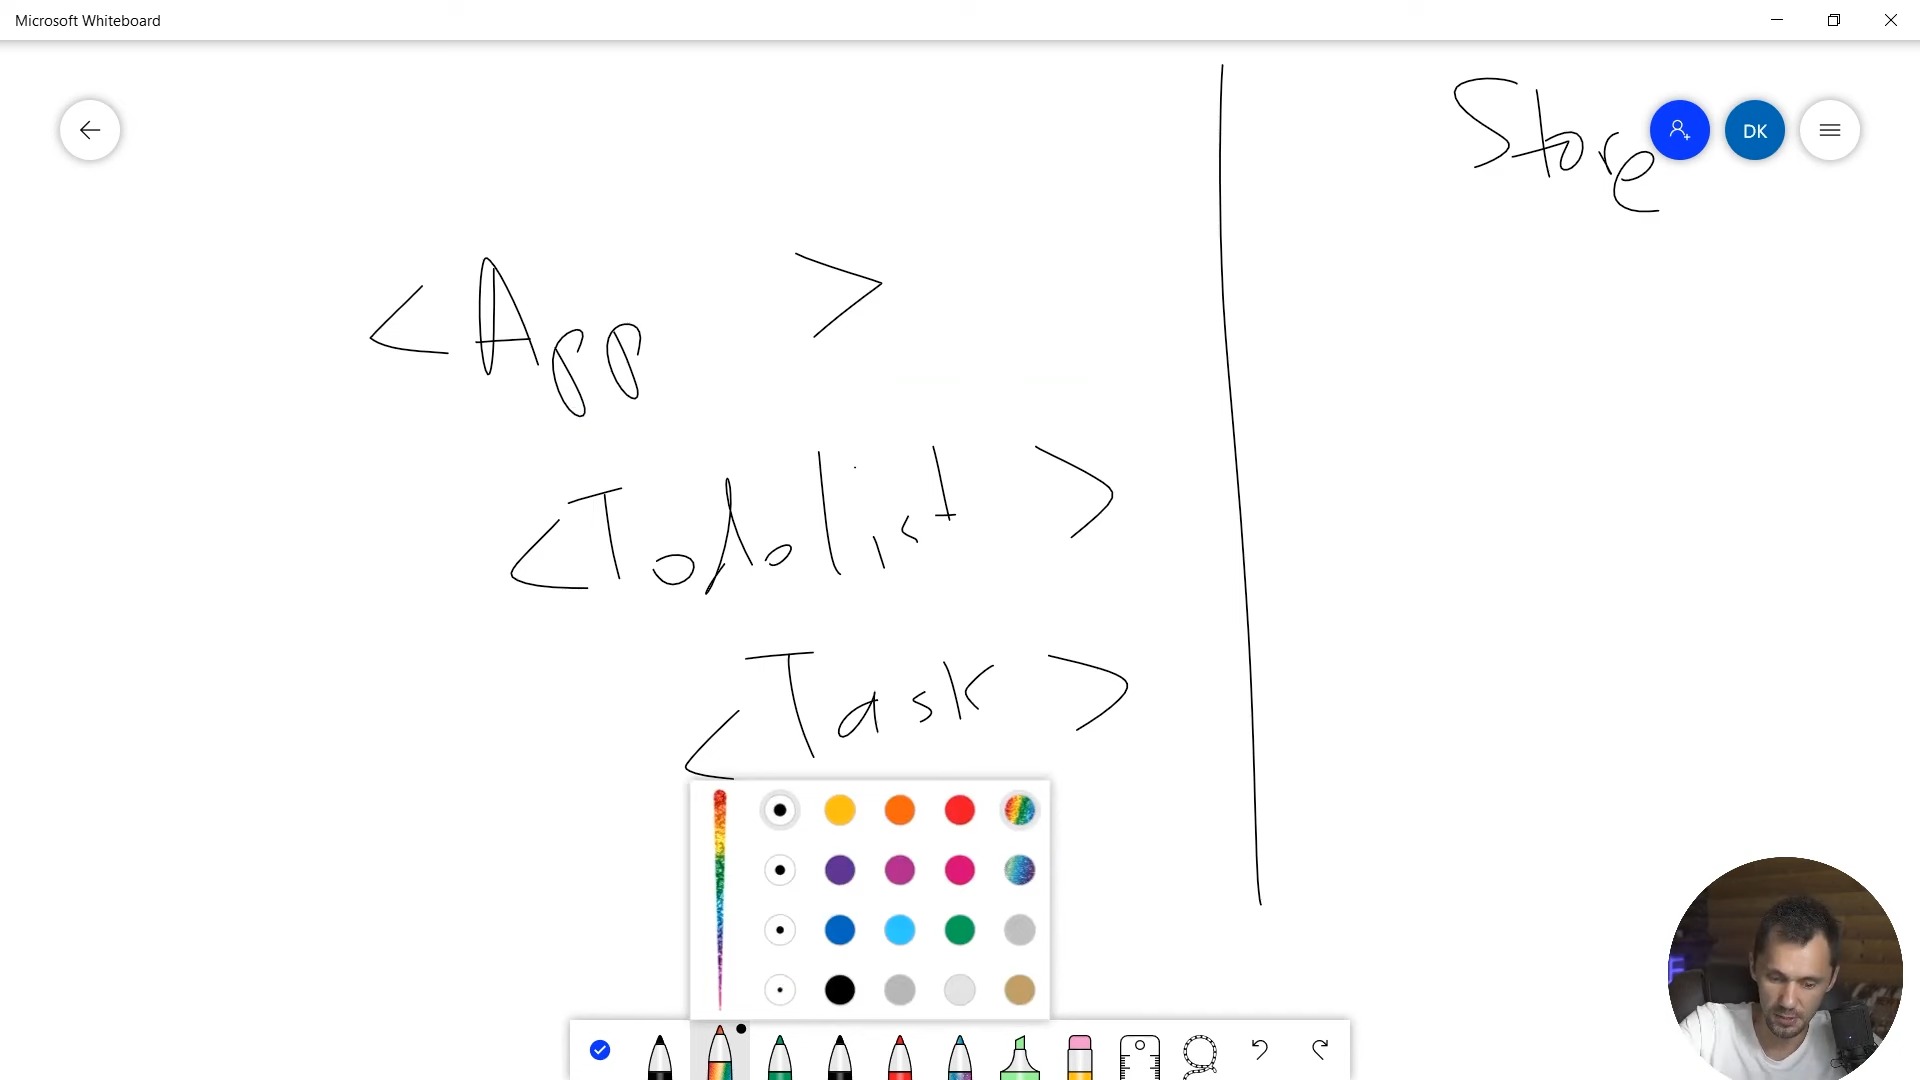 Microsoft Whiteboard
Store
DK
<App >
<Todolist >
<Task >